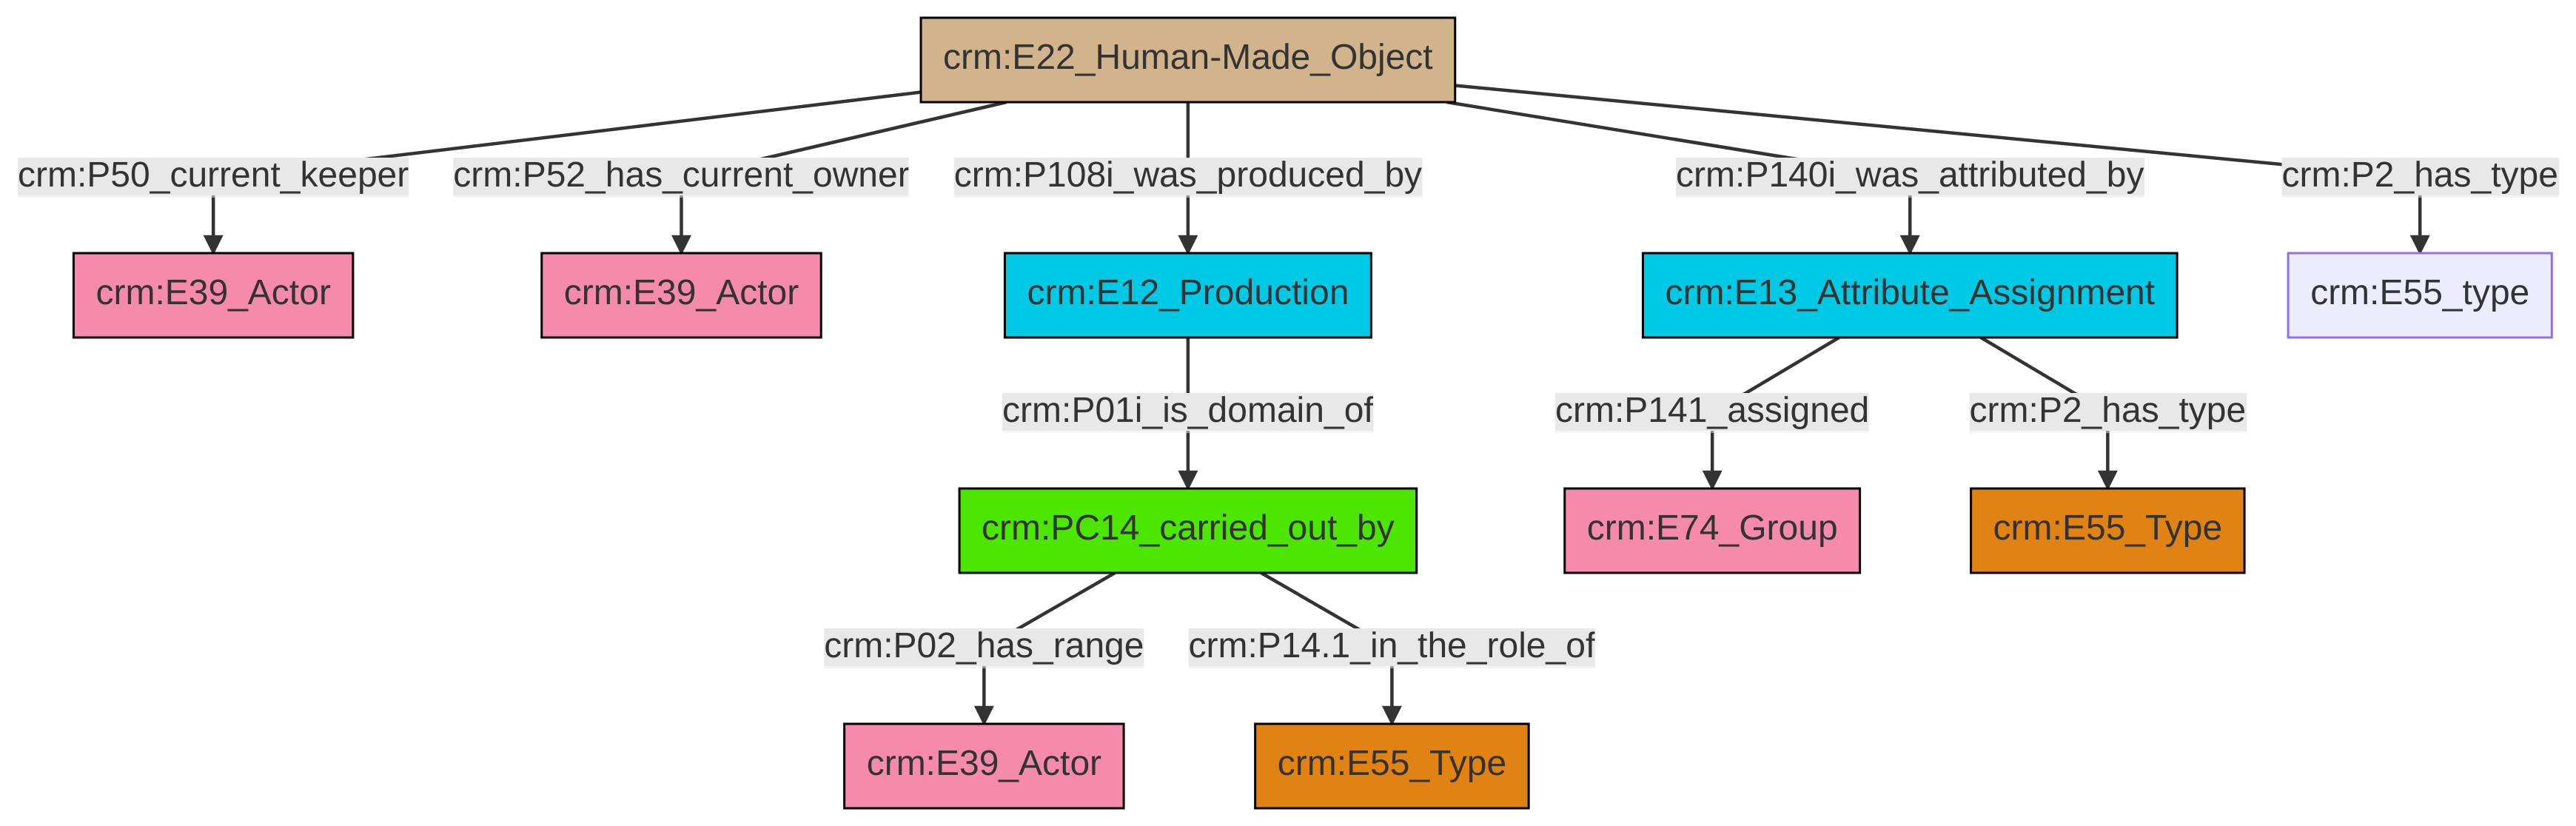 crm:E22_Human-Made_Object
crm:P50_current_keeper
crm:P52_has_current_owner
crm:P108i_was_produced_by
crm:P140i_was_attributed_by
crm:P2_has_type
crm:E39_Actor
crm:E39_Actor
crm:E12_Production
crm:E13_Attribute_Assignment
crm:E55_type
crm:P01i_is_domain_of
crm:P141_assigned
crm:P2_has_type
crm:PC14_carried_out_by
crm:E74_Group
crm:E55_Type
crm:P02_has_range
crm:P14.1_in_the_role_of
crm:E39_Actor
crm:E55_Type